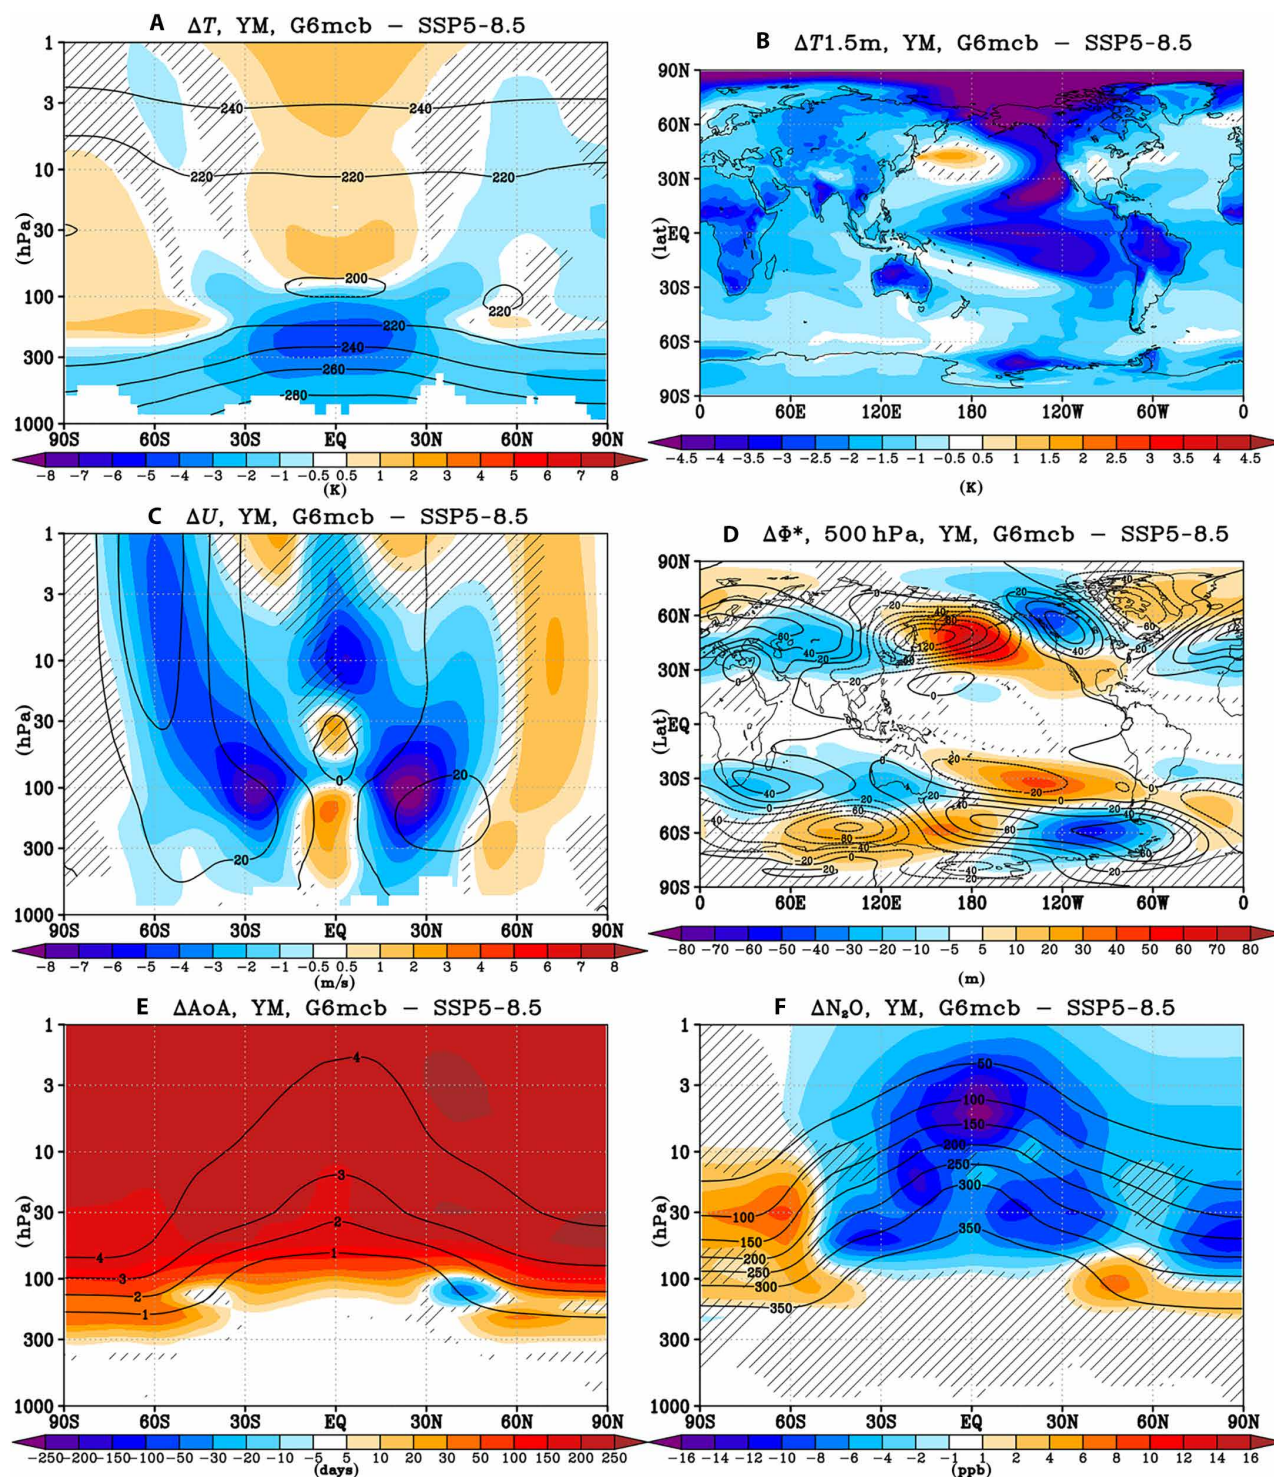 A ΔT, YM, G6mcb − SSP5-8.5
1
3
10
30
100
300
1000
(hPa)
240
240
220
220
220
200
220
220
240
260
280
90S 60S 30S EQ 30N 60N 90N
−8 −7 −6 −5 −4 −3 −2 −1 −0.5 0.5 1 2 3 4 5 6 7 8
(K)
B ΔT1.5m, YM, G6mcb − SSP5-8.5
90N
60N
30N
EQ
30S
60S
90S
(lat)
0 60E 120E 180 120W 60W 0
−4.5 −4 −3.5 −3 −2.5 −2 −1.5 −1 −0.5 0.5 1 1.5 2 2.5 3 3.5 4 4.5
(K)
C ΔU, YM, G6mcb − SSP5-8.5
1
3
10
30
100
300
1000
(hPa)
0
20
20
90S 60S 30S EQ 30N 60N 90N
−8 −7 −6 −5 −4 −3 −2 −1 −0.5 0.5 1 2 3 4 5 6 7 8
(m/s)
D ΔΦ*, 500 hPa, YM, G6mcb − SSP5-8.5
90N
60N
30N
EQ
30S
60S
90S
(Lat)
0 60E 120E 180 120W 60W 0
−80 −70 −60 −50 −40 −30 −20 −10 −5 5 10 20 30 40 50 60 70 80
(m)
E ΔAoA, YM, G6mcb − SSP5-8.5
1
3
10
30
100
300
1000
(hPa)
4
4
3
2
1
4
3
2
1
90S 60S 30S EQ 30N 60N 90N
−250 −200 −150 −100 −50 −30 −20 −10 −5 5 10 20 30 50 100 150 200 250
(days)
F ΔN₂O, YM, G6mcb − SSP5-8.5
1
3
10
30
100
300
1000
(hPa)
50
100
150
200
250
300
350
100
150
200
250
300
350
90S 60S 30S EQ 30N 60N 90N
−16 −14 −12 −10 −8 −6 −4 −2 −1 1 2 4 6 8 10 12 14 16
(ppb)